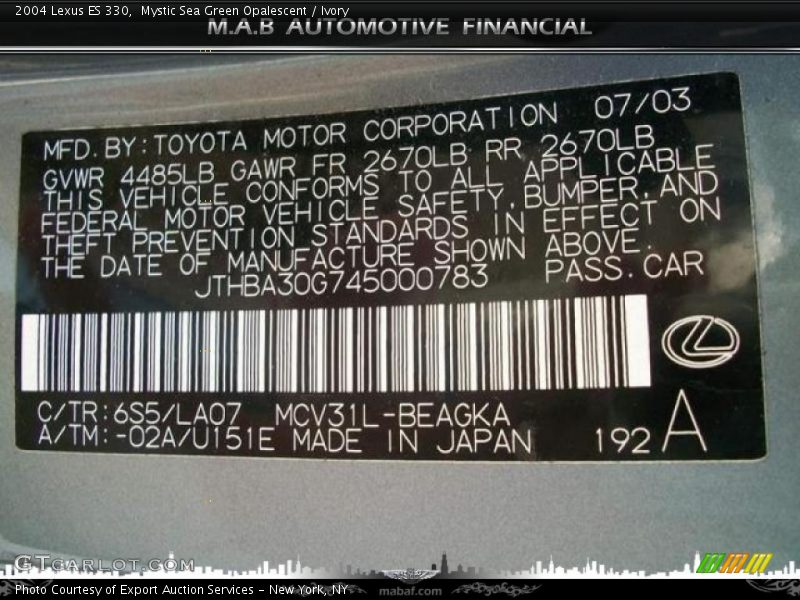 2004 Lexus ES 330, Mystic Sea Green Opalescent / Ivory
M.A.B AUTOMOTIVE FINANCIAL
MFD. BY: TOYOTA MOTOR CORPORATION 07/03
GVWR 4485LB GAWR FR 2670LB RR 2670LB
THIS VEHICLE CONFORMS TO ALL APPLICABLE
FEDERAL MOTOR VEHICLE SAFETY, BUMPER AND
THEFT PREVENTION STANDARDS IN EFFECT ON
THE DATE OF MANUFACTURE SHOWN ABOVE.
JTHBA30G745000783 PASS. CAR
C/TR: 6S5/LA07 MCV31L-BEAGKA
A/TM: -02A/U151E MADE IN JAPAN
192 A
GTCARLOT.COM
Photo Courtesy of Export Auction Services - New York, NY
mabaf.com